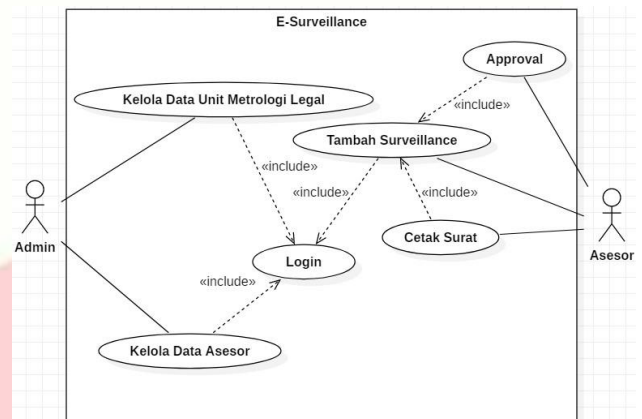 E-Surveillance
Approval
Kelola Data Unit Metrologi Legal
«include»
Tambah Surveillance
«include»
«include»
«include»
Admin
Cetak Surat
Asesor
Login
«include»
Kelola Data Asesor